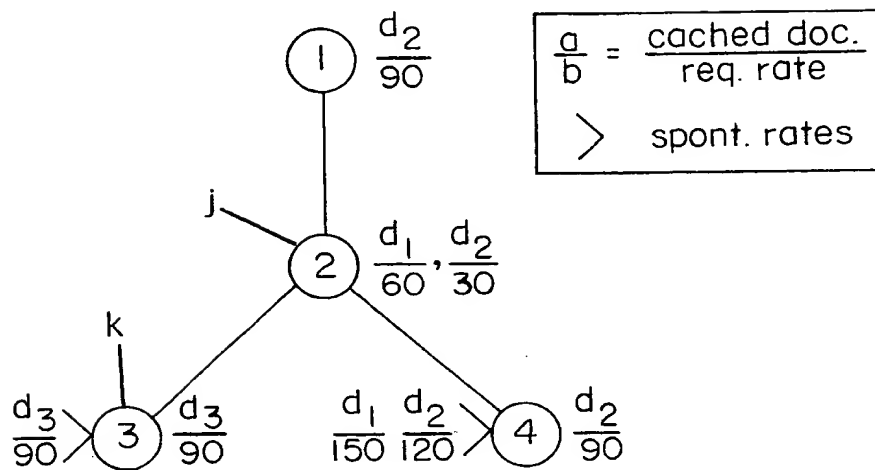 1 d2/90
a/b = cached doc./req. rate
> spont. rates
j
2 d1/60, d2/30
k
d3/90 > 3 d3/90
d1/150 d2/120 > 4 d2/90